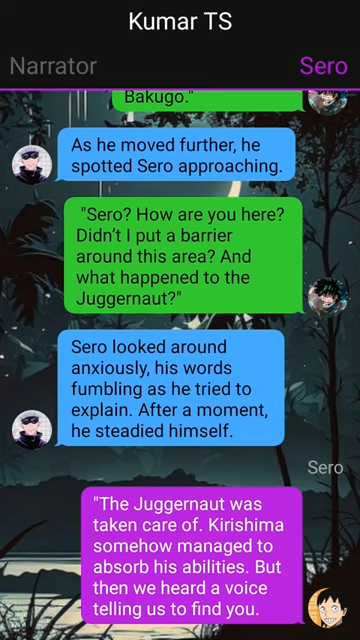 Kumar TS
Narrator
Sero
Bakugo."
As he moved further, he
spotted Sero approaching.
"Sero? How are you here?
Didn't I put a barrier
around this area? And
what happened to the
Juggernaut?"
Sero looked around
anxiously, his words
fumbling as he tried to
explain. After a moment,
he steadied himself.
Sero
"The Juggernaut was
taken care of. Kirishima
somehow managed to
absorb his abilities. But
then we heard a voice
telling us to find you.